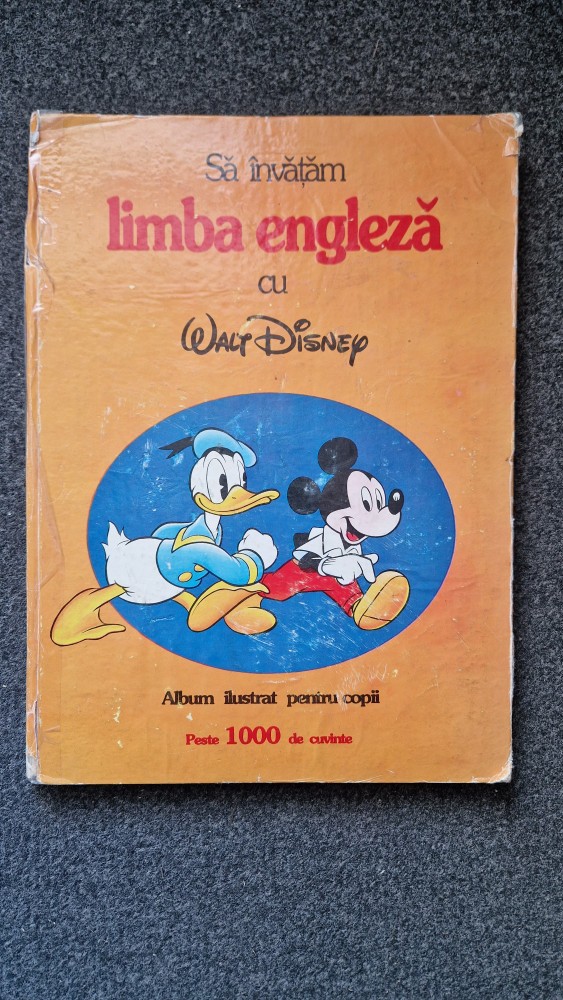 Să învățăm
limba engleză
cu
Walt Disney
Album ilustrat pentru copii
Peste 1000 de cuvinte